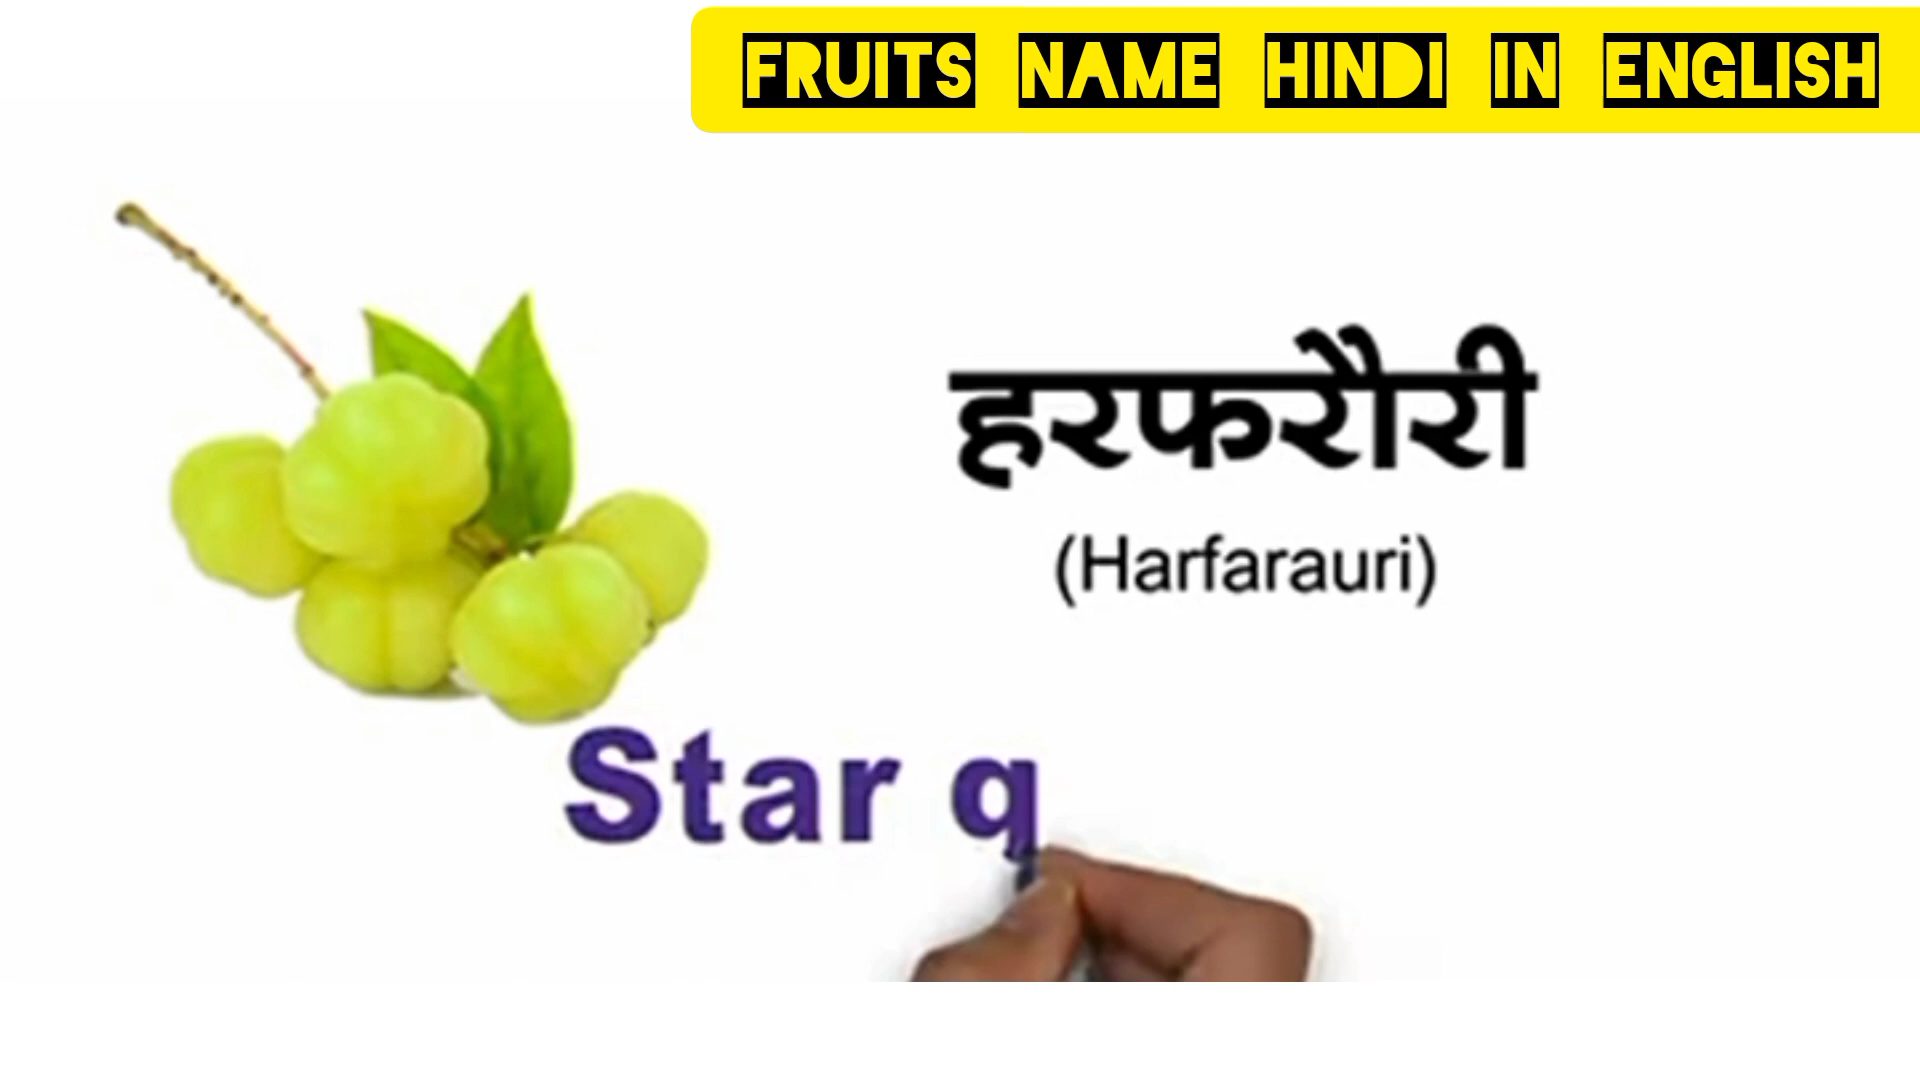 FRUITS NAME HINDI IN ENGLISH
हरफरौरी
(Harfarauri)
Star q